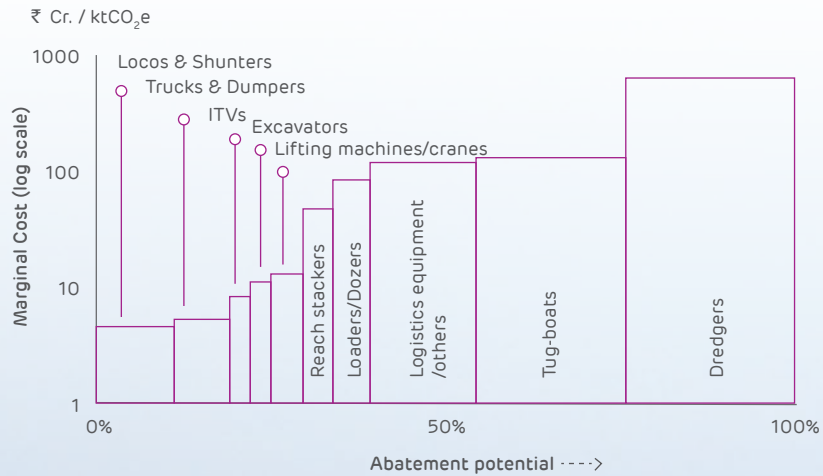 ₹ Cr. / ktCO₂e
1000
100
10
1
Marginal Cost (log scale)
Locos & Shunters
Trucks & Dumpers
ITVs
Excavators
Lifting machines/cranes
Reach stackers
Loaders/Dozers
Logistics equipment
/others
Tug-boats
Dredgers
0%
50%
100%
Abatement potential ---->